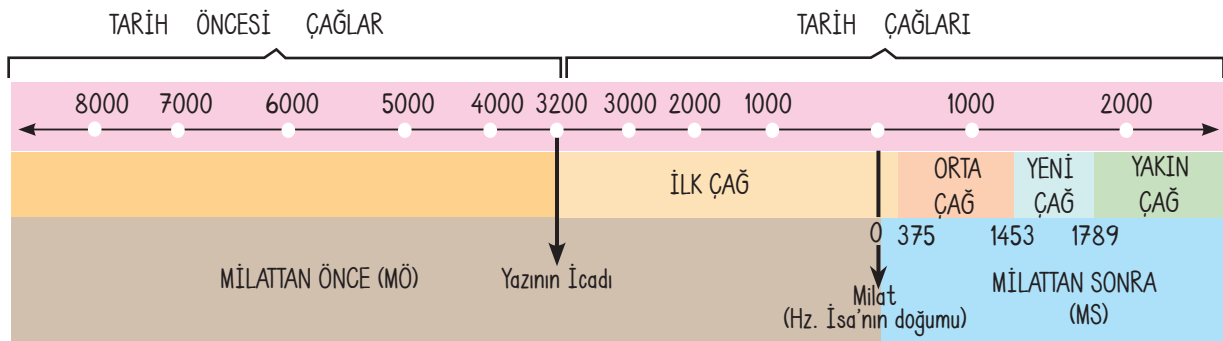 TARİH ÖNCESİ ÇAĞLAR
TARİH ÇAĞLARI
8000 7000 6000 5000 4000 3200 3000 2000 1000 1000 2000
İLK ÇAĞ
ORTA
ÇAĞ
YENİ
ÇAĞ
YAKIN
ÇAĞ
0 375 1453 1789
MİLATTAN ÖNCE (MÖ)
Yazının İcadı
Milat
(Hz. İsa'nın doğumu)
MİLATTAN SONRA
(MS)